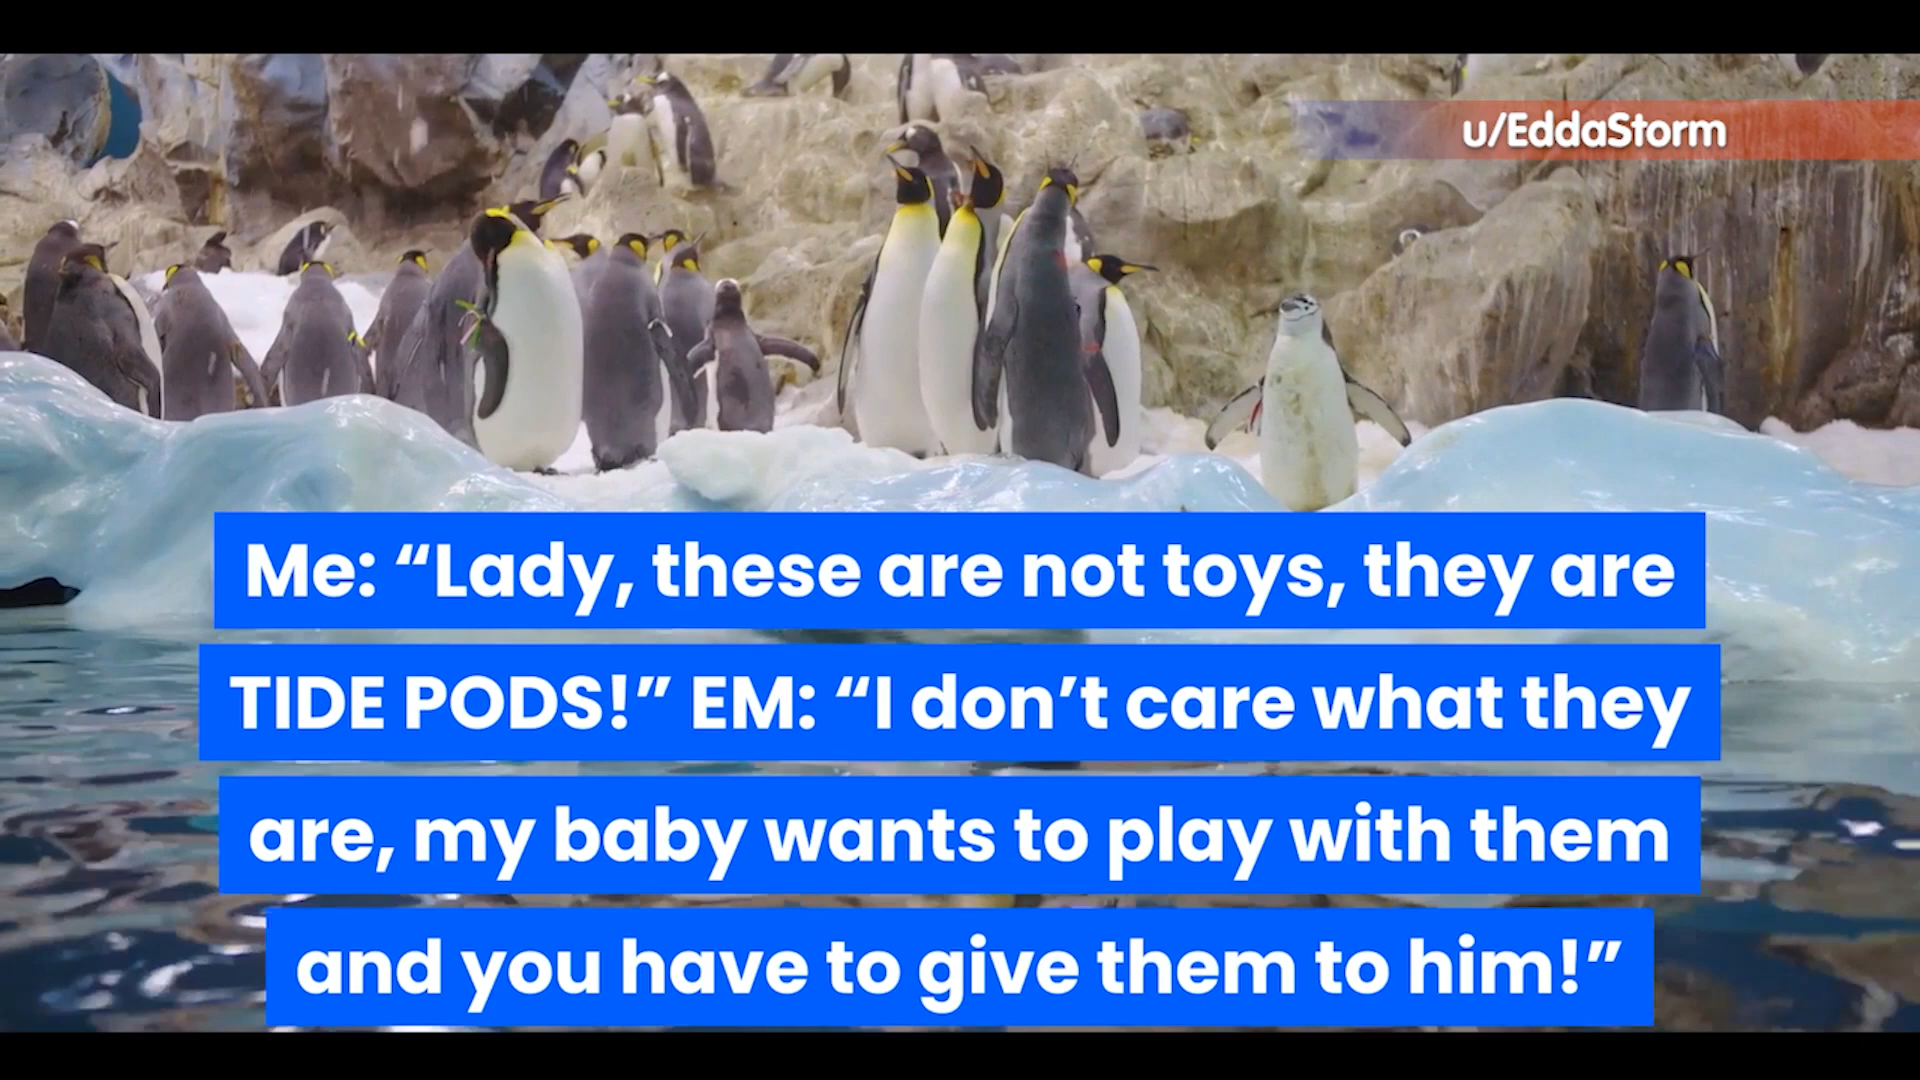 u/EddaStorm
Me: “Lady, these are not toys, they are
TIDE PODS!” EM: “I don’t care what they
are, my baby wants to play with them
and you have to give them to him!”